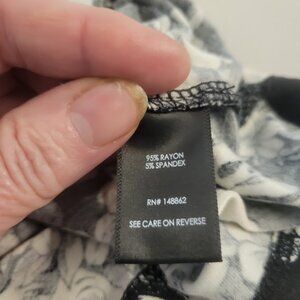 95% RAYON
5% SPANDEX
RN# 148862
SEE CARE ON REVERSE